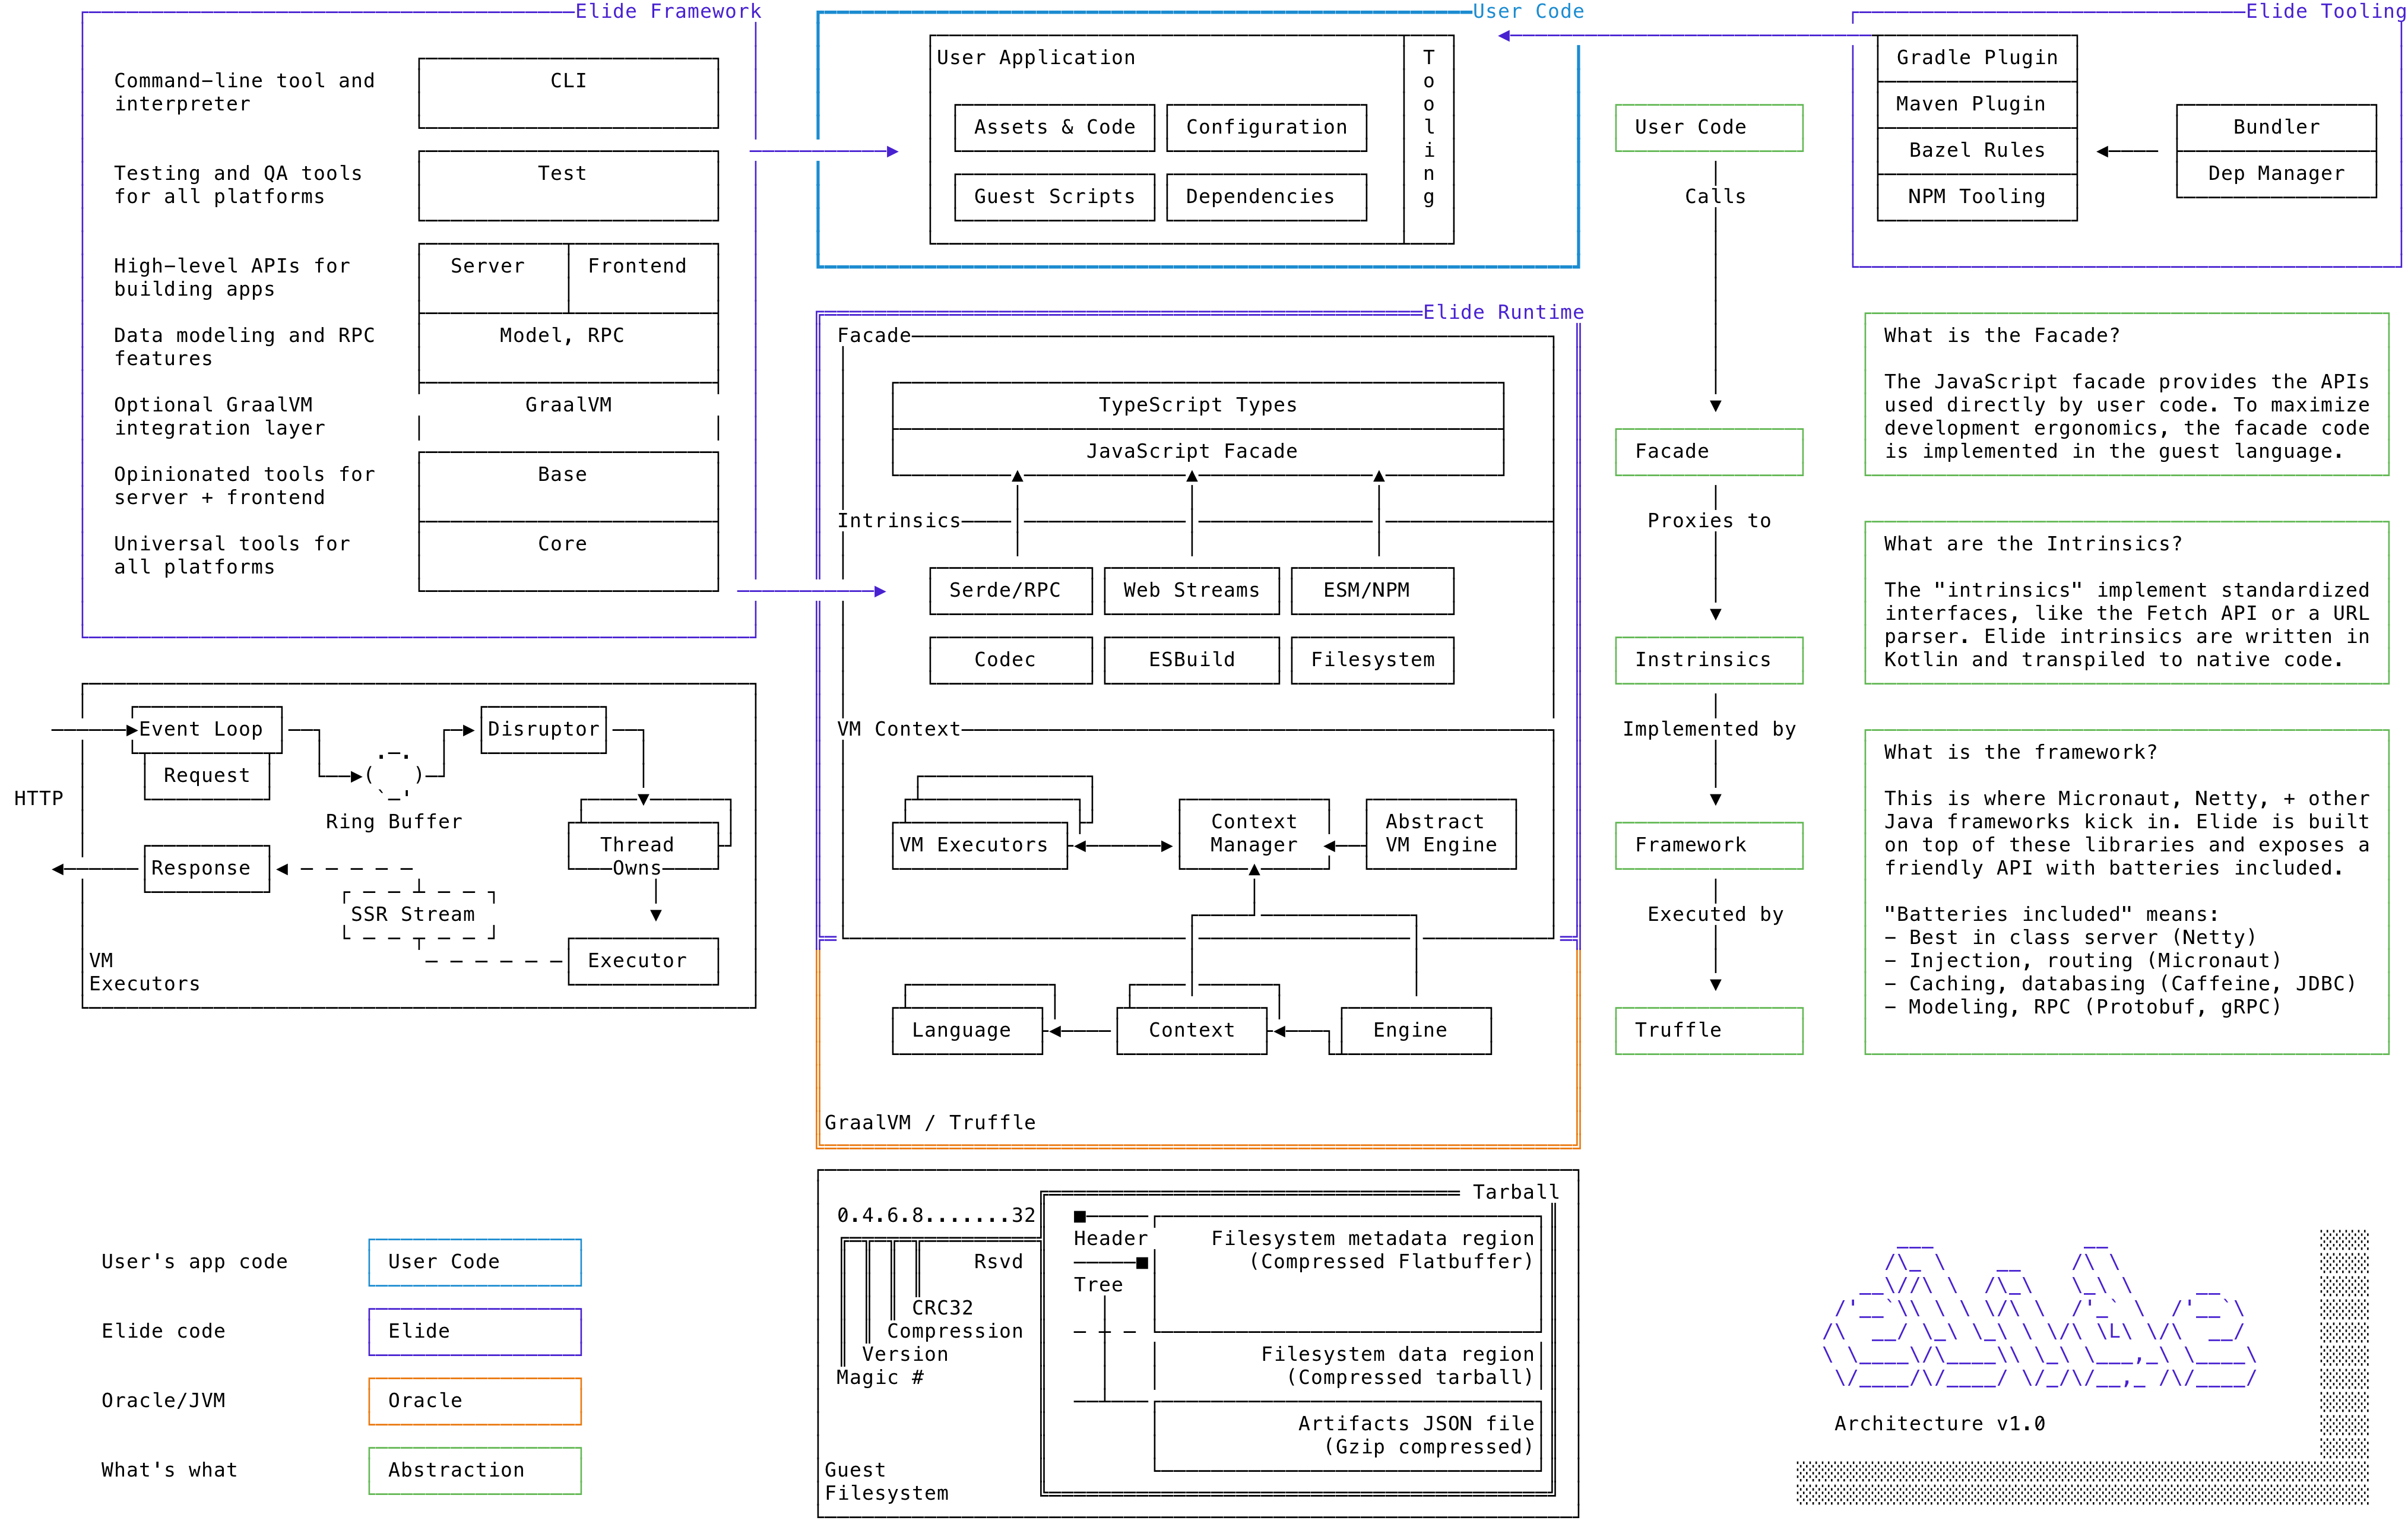 Elide Framework
Command-line tool and
interpreter
CLI
Testing and QA tools
for all platforms
Test
High-level APIs for
building apps
Server
Frontend
Data modeling and RPC
features
Model, RPC
Optional GraalVM
integration layer
GraalVM
Opinionated tools for
server + frontend
Base
Universal tools for
all platforms
Core
User Code
User Application
Tooling
Assets & Code
Configuration
Guest Scripts
Dependencies
Elide Tooling
Gradle Plugin
Maven Plugin
Bazel Rules
NPM Tooling
Bundler
Dep Manager
Elide Runtime
Facade
TypeScript Types
JavaScript Facade
Intrinsics
Serde/RPC
Web Streams
ESM/NPM
Codec
ESBuild
Filesystem
VM Context
VM Executors
Context
Manager
Abstract
VM Engine
Language
Context
Engine
GraalVM / Truffle
User Code
Calls
Facade
Proxies to
Instrinsics
Implemented by
Framework
Executed by
Truffle
What is the Facade?
The JavaScript facade provides the APIs
used directly by user code. To maximize
development ergonomics, the facade code
is implemented in the guest language.
What are the Intrinsics?
The "intrinsics" implement standardized
interfaces, like the Fetch API or a URL
parser. Elide intrinsics are written in
Kotlin and transpiled to native code.
What is the framework?
This is where Micronaut, Netty, + other
Java frameworks kick in. Elide is built
on top of these libraries and exposes a
friendly API with batteries included.
"Batteries included" means:
- Best in class server (Netty)
- Injection, routing (Micronaut)
- Caching, databasing (Caffeine, JDBC)
- Modeling, RPC (Protobuf, gRPC)
HTTP
Event Loop
Request
Ring Buffer
Disruptor
Thread
Owns
Response
SSR Stream
Executor
VM
Executors
User's app code
User Code
Elide code
Elide
Oracle/JVM
Oracle
What's what
Abstraction
0.4.6.8.......32
Rsvd
CRC32
Compression
Version
Magic #
Guest
Filesystem
Tarball
Header
Tree
Filesystem metadata region
(Compressed Flatbuffer)
Filesystem data region
(Compressed tarball)
Artifacts JSON file
(Gzip compressed)
elide
Architecture v1.0